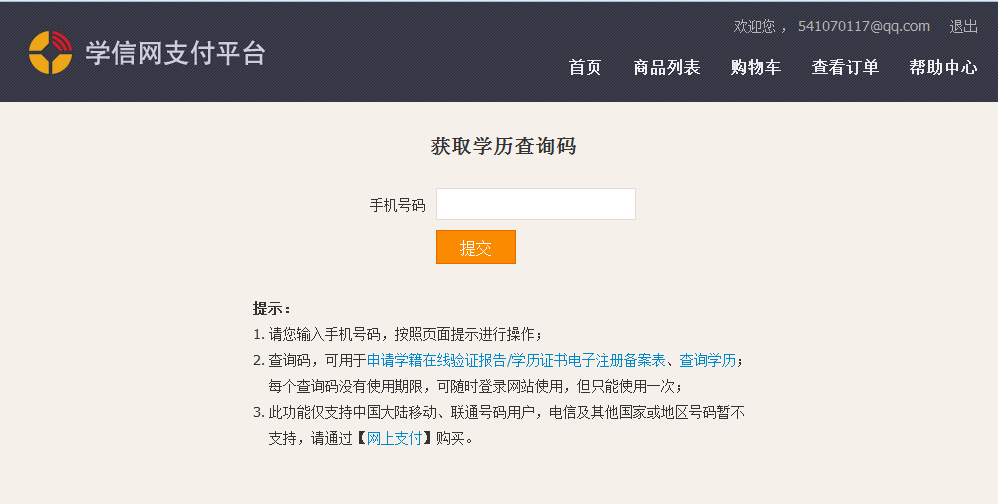 欢迎您 ， 541070117@qq.com 退出
学信网支付平台
首页 商品列表 购物车 查看订单 帮助中心
获取学历查询码
手机号码
提交
提示：
1. 请您输入手机号码，按照页面提示进行操作；
2. 查询码，可用于申请学籍在线验证报告/学历证书电子注册备案表、查询学历；
每个查询码没有使用期限，可随时登录网站使用，但只能使用一次；
3. 此功能仅支持中国大陆移动、联通号码用户，电信及其他国家或地区号码暂不
支持，请通过【网上支付】购买。